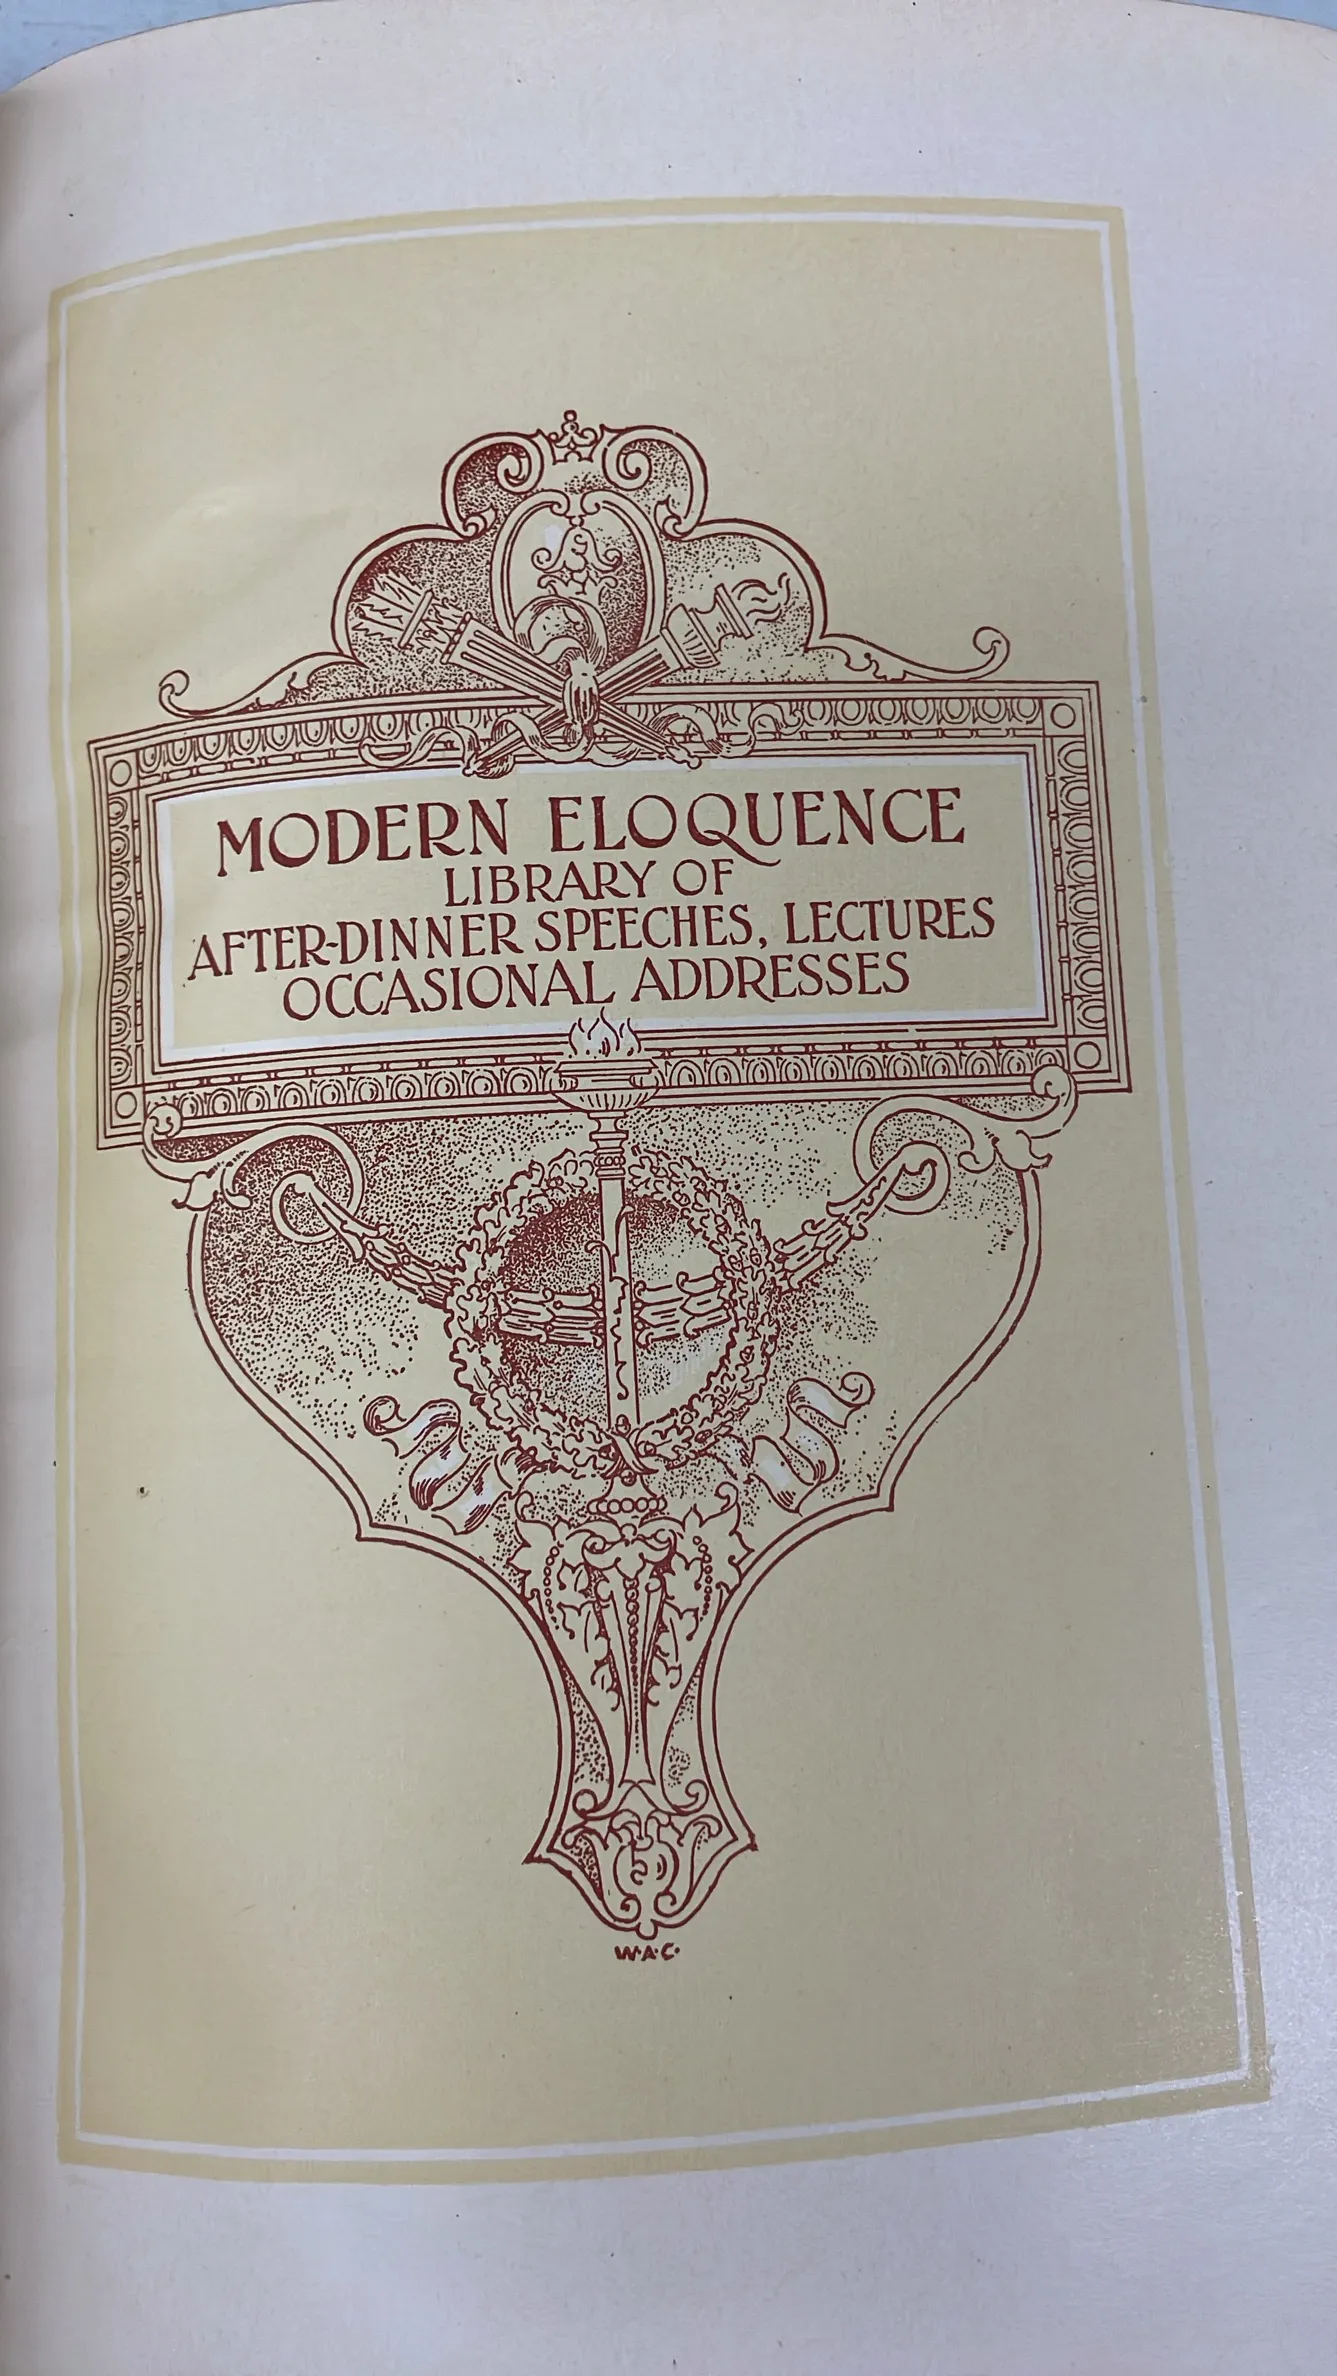 MODERN ELOQUENCE
LIBRARY OF
AFTER-DINNER SPEECHES, LECTURES
OCCASIONAL ADDRESSES
W·A·C·